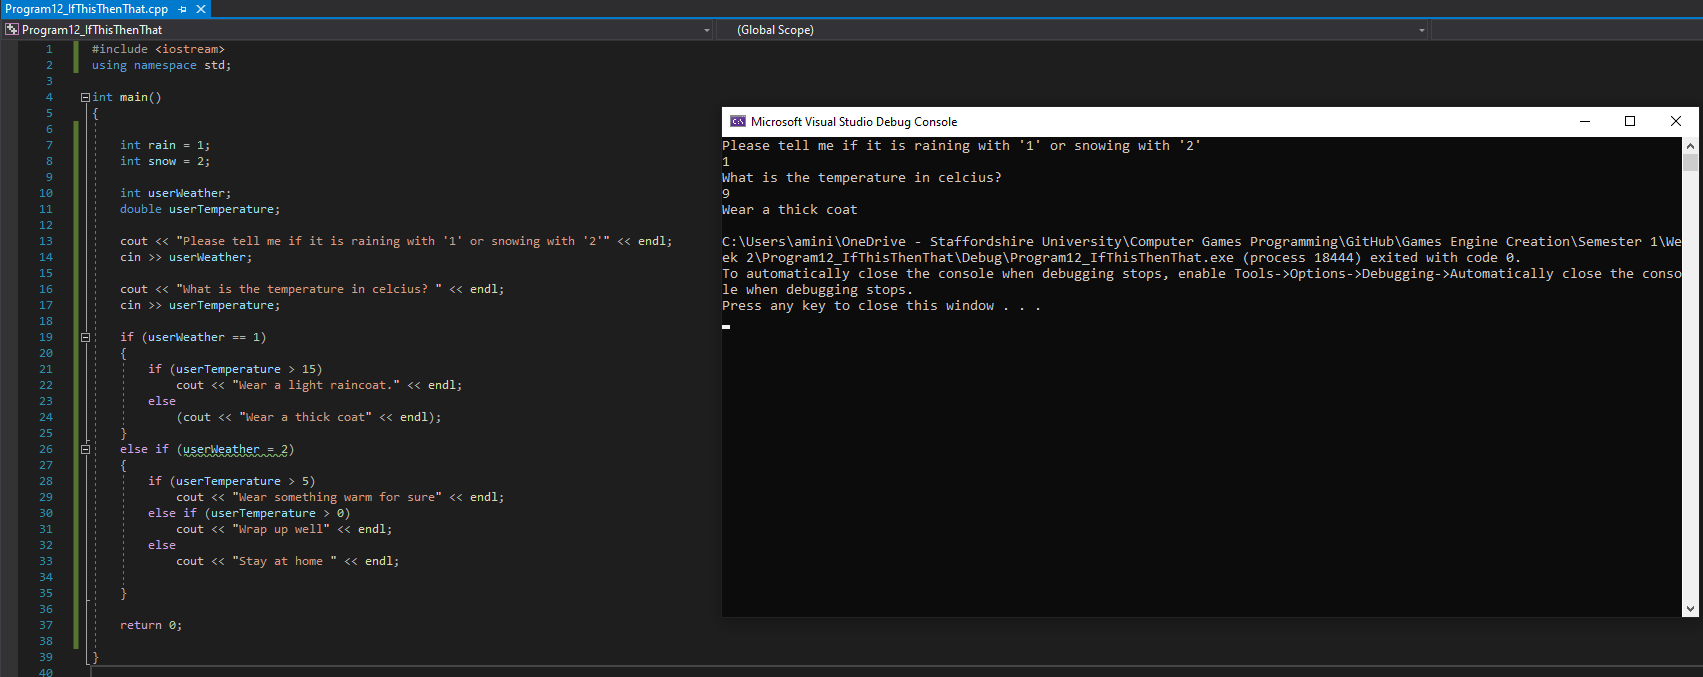 Program12_IfThisThenThat.cpp
Program12_IfThisThenThat
(Global Scope)
1 #include <iostream>
2 using namespace std;
3
4 int main()
5 {
6
7 int rain = 1;
8 int snow = 2;
9
10 int userWeather;
11 double userTemperature;
12
13 cout << "Please tell me if it is raining with '1' or snowing with '2'" << endl;
14 cin >> userWeather;
15
16 cout << "What is the temperature in celcius? " << endl;
17 cin >> userTemperature;
18
19 if (userWeather == 1)
20 {
21 if (userTemperature > 15)
22 cout << "Wear a light raincoat." << endl;
23 else
24 (cout << "Wear a thick coat" << endl);
25 }
26 else if (userWeather = 2)
27 {
28 if (userTemperature > 5)
29 cout << "Wear something warm for sure" << endl;
30 else if (userTemperature > 0)
31 cout << "Wrap up well" << endl;
32 else
33 cout << "Stay at home " << endl;
34
35 }
36
37 return 0;
38
39 }
40
C:\ Microsoft Visual Studio Debug Console
Please tell me if it is raining with '1' or snowing with '2'
1
What is the temperature in celcius?
9
Wear a thick coat
C:\Users\amini\OneDrive - Staffordshire University\Computer Games Programming\GitHub\Games Engine Creation\Semester 1\We
ek 2\Program12_IfThisThenThat\Debug\Program12_IfThisThenThat.exe (process 18444) exited with code 0.
To automatically close the console when debugging stops, enable Tools->Options->Debugging->Automatically close the conso
le when debugging stops.
Press any key to close this window . . .